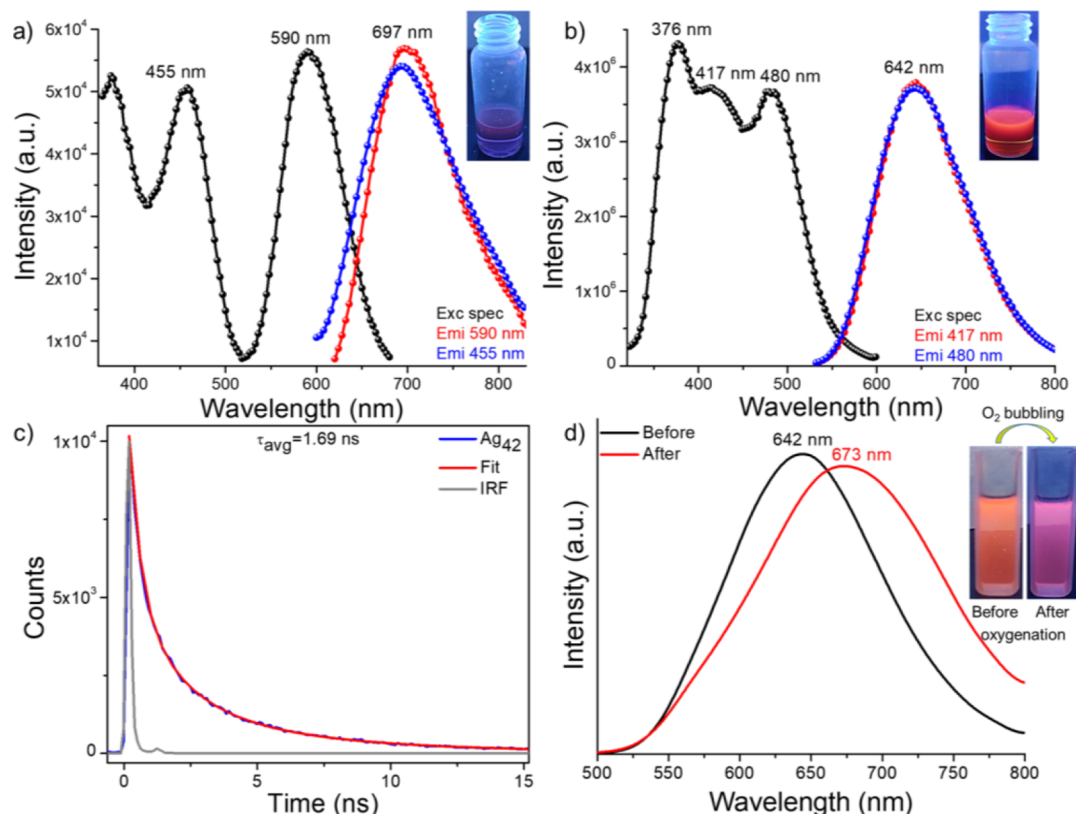 a)
455 nm
590 nm
697 nm
6x10⁴
5x10⁴
4x10⁴
3x10⁴
2x10⁴
1x10⁴
Intensity (a.u.)
400 500 600 700 800
Wavelength (nm)
Exc spec
Emi 590 nm
Emi 455 nm
b)
376 nm
417 nm
480 nm
642 nm
4x10⁶
3x10⁶
1x10⁶
0
Intensity (a.u.)
400 500 600 700 800
Wavelength (nm)
Exc spec
Emi 417 nm
Emi 480 nm
c)
τavg=1.69 ns
Ag₄₂
Fit
IRF
1x10⁴
5x10³
0
Counts
0 5 10 15
Time (ns)
d)
Before
After
642 nm
673 nm
O₂ bubbling
Before After
oxygenation
Intensity (a.u.)
500 550 600 650 700 750 800
Wavelength (nm)